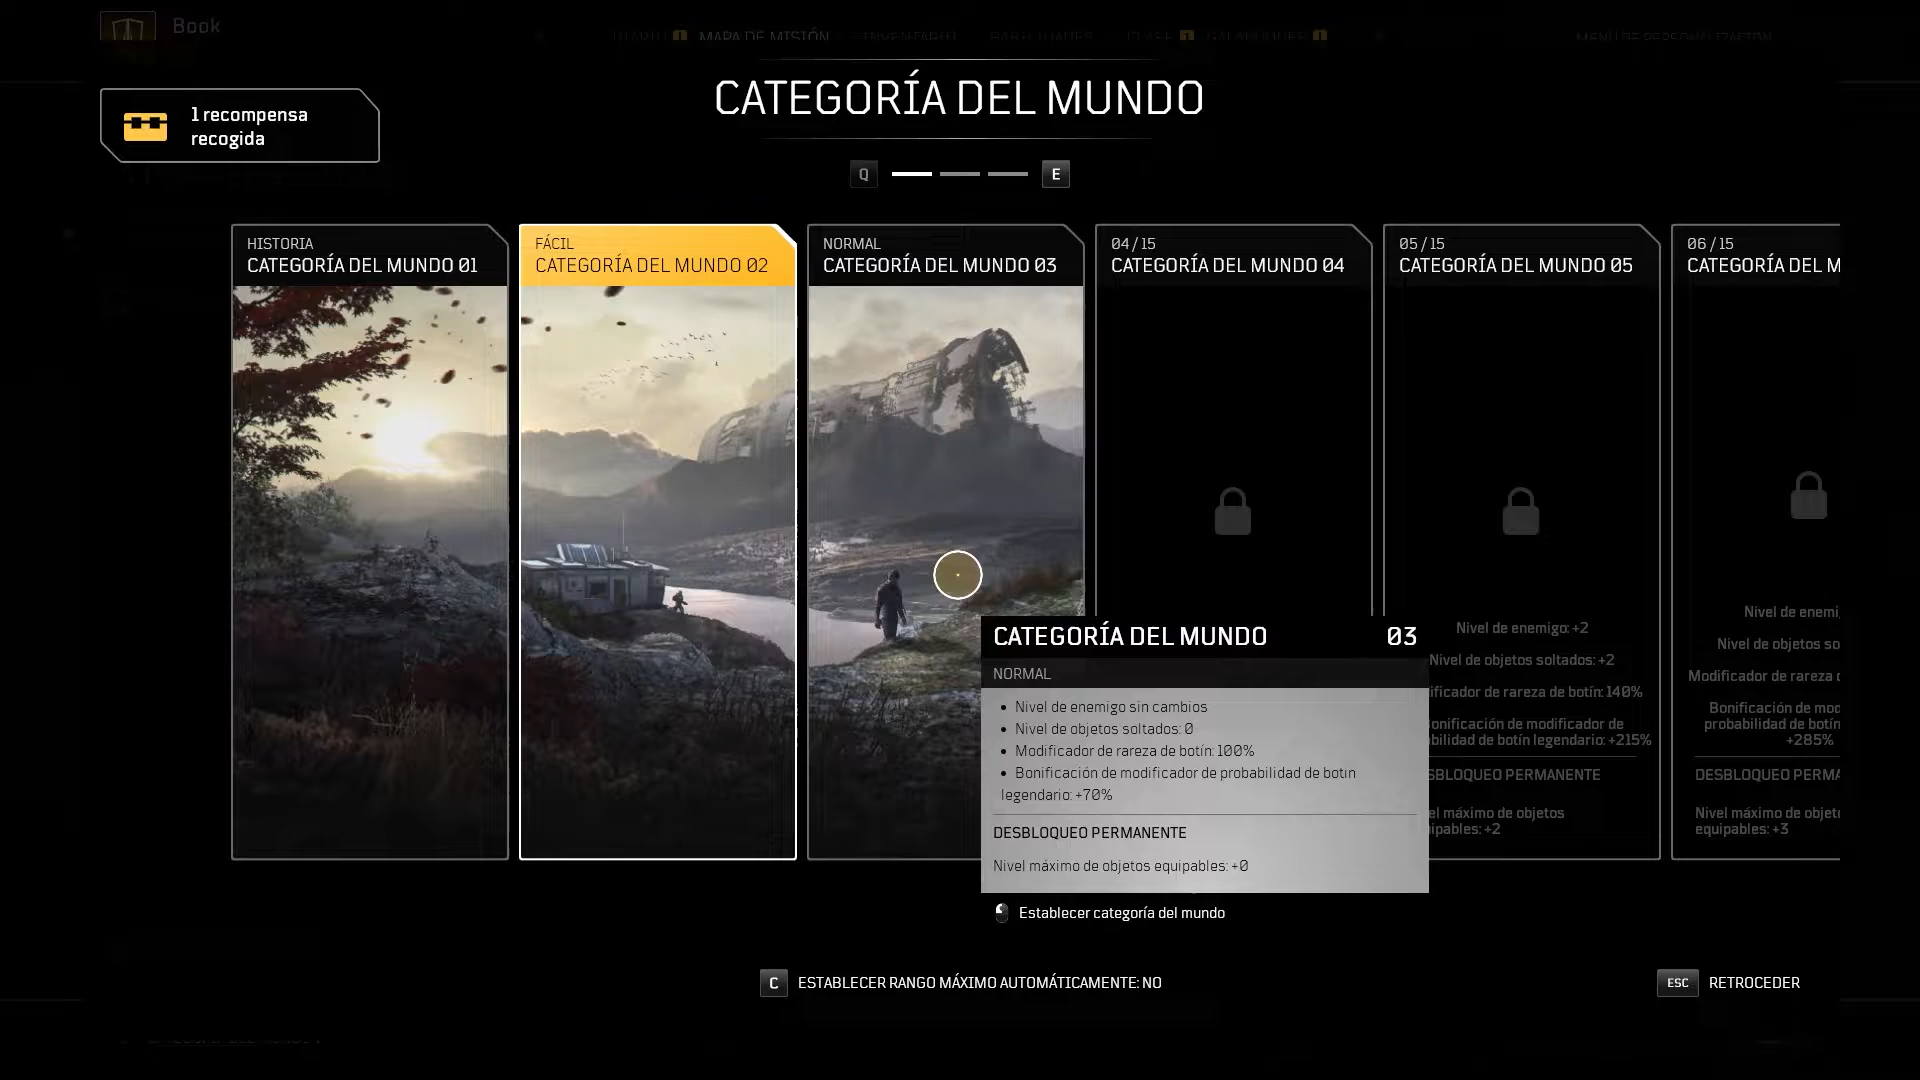 Book
MAPA DE MISIÓN
1 recompensa
recogida
CATEGORÍA DEL MUNDO
Q
E
HISTORIA
CATEGORÍA DEL MUNDO 01
FÁCIL
CATEGORÍA DEL MUNDO 02
NORMAL
CATEGORÍA DEL MUNDO 03
04 / 15
CATEGORÍA DEL MUNDO 04
05 / 15
CATEGORÍA DEL MUNDO 05
06 / 15
CATEGORÍA DEL M
CATEGORÍA DEL MUNDO 03
NORMAL
• Nivel de enemigo sin cambios
• Nivel de objetos soltados: 0
• Modificador de rareza de botín: 100%
• Bonificación de modificador de probabilidad de botín
legendario: +70%
DESBLOQUEO PERMANENTE
Nivel máximo de objetos equipables: +0
Establecer categoría del mundo
Nivel de enemigo: +2
Nivel de objetos soltados: +2
ificador de rareza de botín: 140%
onificación de modificador de
bilidad de botín legendario: +215%
SBLOQUEO PERMANENTE
el máximo de objetos
ipables: +2
Nivel de enemi
Nivel de objetos so
Modificador de rareza d
Bonificación de mod
probabilidad de botín
+285%
DESBLOQUEO PERMA
Nivel máximo de objet
equipables: +3
C ESTABLECER RANGO MÁXIMO AUTOMÁTICAMENTE: NO
ESC RETROCEDER